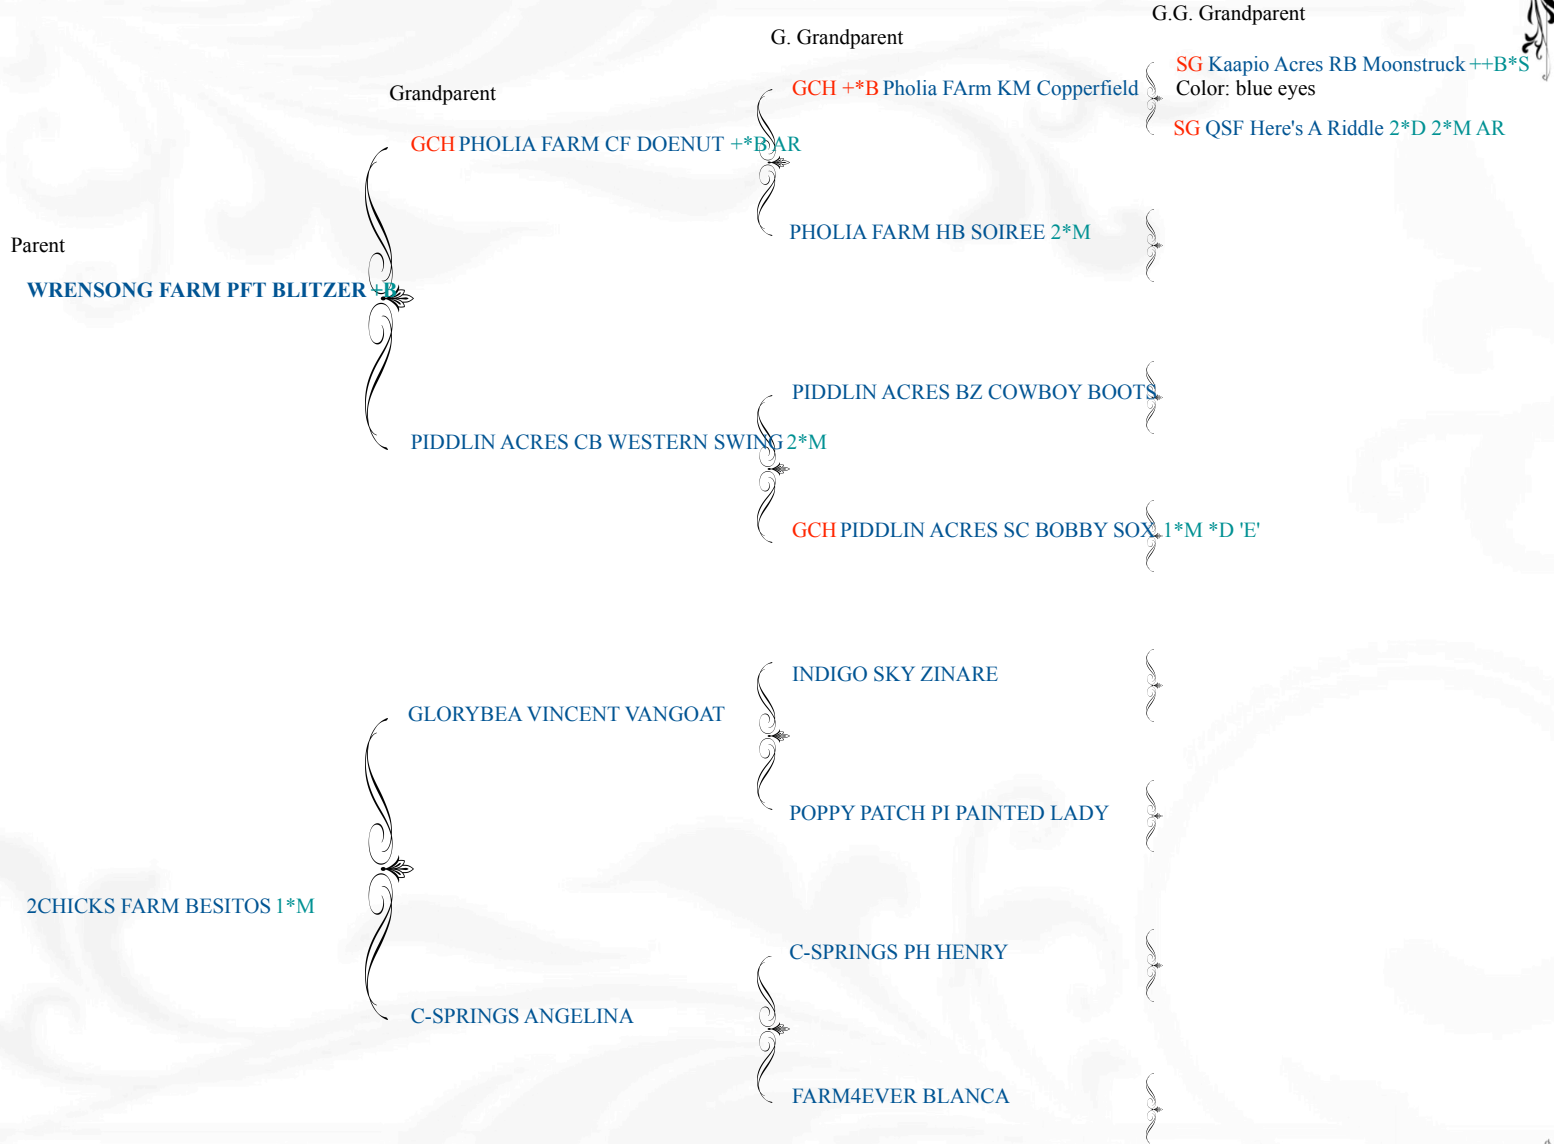 G.G. Grandparent
G. Grandparent
SG Kaapio Acres RB Moonstruck ++B*S
Color: blue eyes
Grandparent
GCH +*B Pholia FArm KM Copperfield
SG QSF Here's A Riddle 2*D 2*M AR
GCH PHOLIA FARM CF DOENUT +*B AR
PHOLIA FARM HB SOIREE 2*M
Parent
WRENSONG FARM PFT BLITZER +B
PIDDLIN ACRES BZ COWBOY BOOTS
PIDDLIN ACRES CB WESTERN SWING 2*M
GCH PIDDLIN ACRES SC BOBBY SOX 1*M *D 'E'
INDIGO SKY ZINARE
GLORYBEA VINCENT VANGOAT
POPPY PATCH PI PAINTED LADY
2CHICKS FARM BESITOS 1*M
C-SPRINGS PH HENRY
C-SPRINGS ANGELINA
FARM4EVER BLANCA